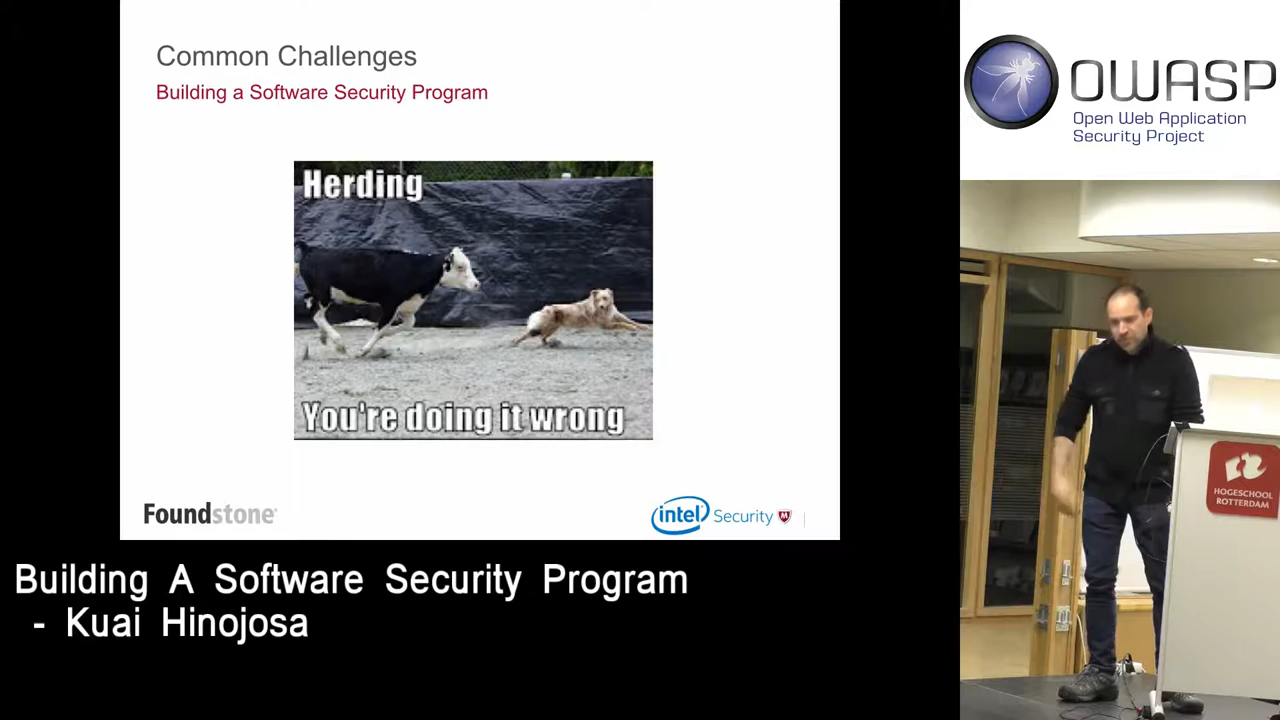 Common Challenges
Building a Software Security Program
Herding
You're doing it wrong
Foundstone
intel Security
Building A Software Security Program
- Kuai Hinojosa
OWASP
Open Web Application
Security Project
HOGESCHOOL
ROTTERDAM